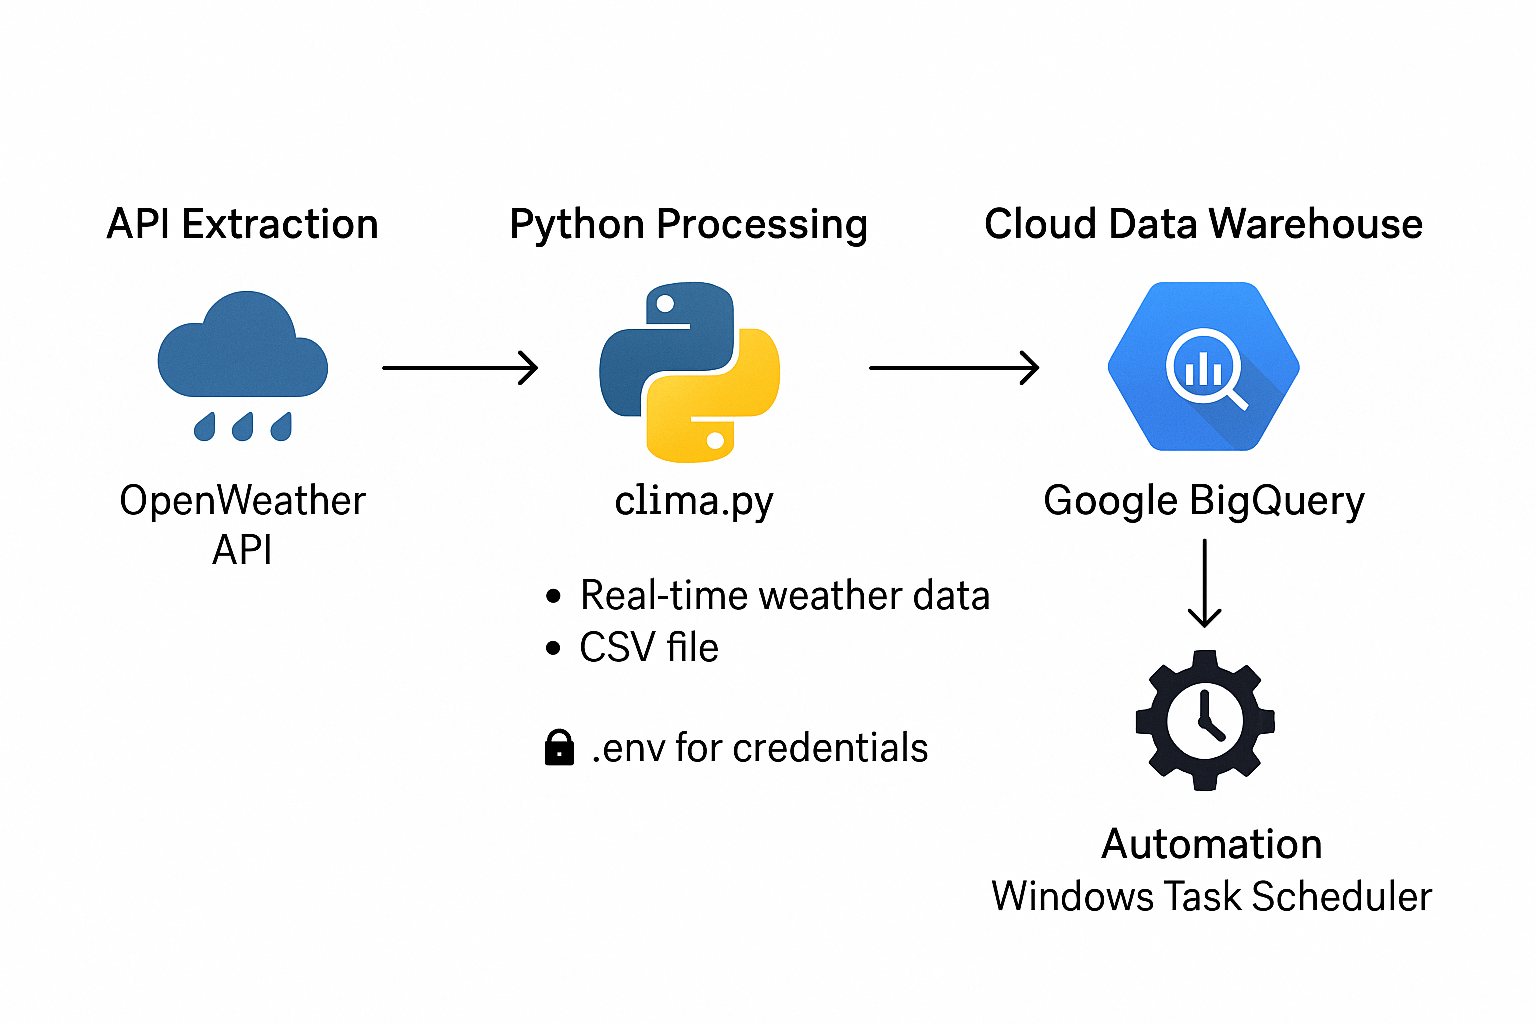 API Extraction
OpenWeather
API
Python Processing
clima.py
• Real-time weather data
• CSV file
.env for credentials
Cloud Data Warehouse
Google BigQuery
Automation
Windows Task Scheduler